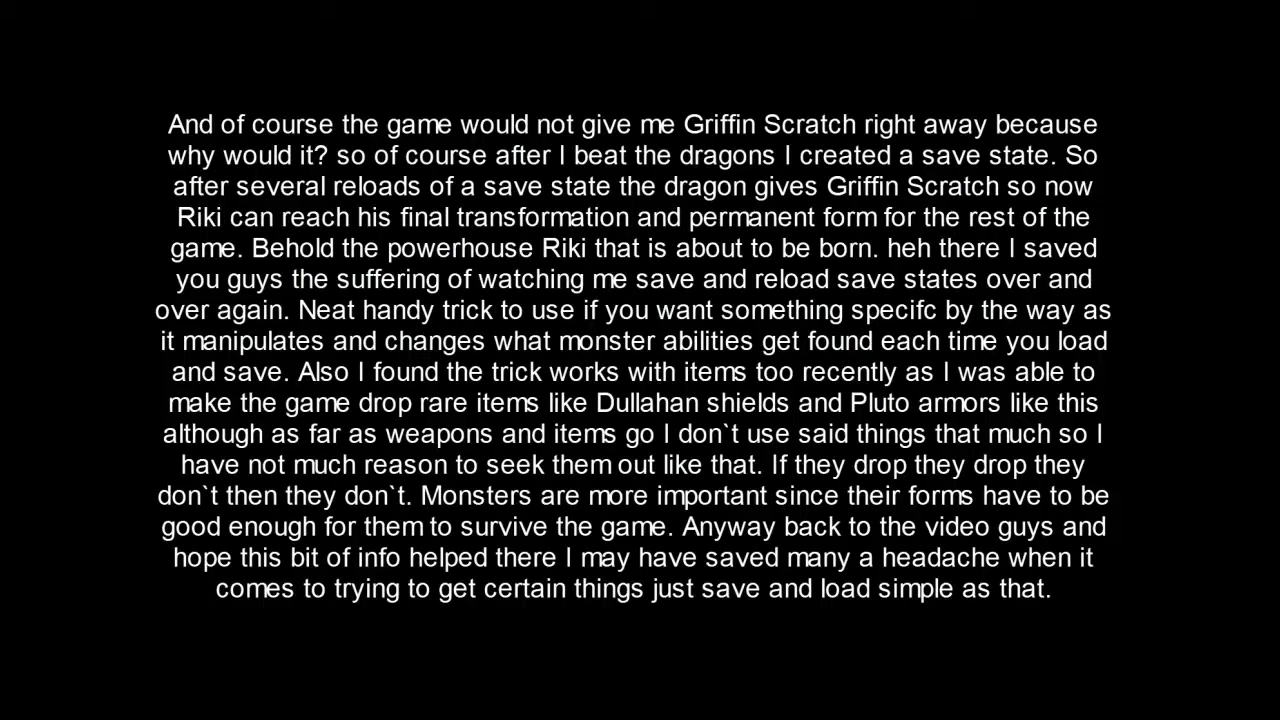 And of course the game would not give me Griffin Scratch right away because
why would it? so of course after I beat the dragons I created a save state. So
after several reloads of a save state the dragon gives Griffin Scratch so now
Riki can reach his final transformation and permanent form for the rest of the
game. Behold the powerhouse Riki that is about to be born. heh there I saved
you guys the suffering of watching me save and reload save states over and
over again. Neat handy trick to use if you want something specifc by the way as
it manipulates and changes what monster abilities get found each time you load
and save. Also I found the trick works with items too recently as I was able to
make the game drop rare items like Dullahan shields and Pluto armors like this
although as far as weapons and items go I don`t use said things that much so I
have not much reason to seek them out like that. If they drop they drop they
don`t then they don`t. Monsters are more important since their forms have to be
good enough for them to survive the game. Anyway back to the video guys and
hope this bit of info helped there I may have saved many a headache when it
comes to trying to get certain things just save and load simple as that.